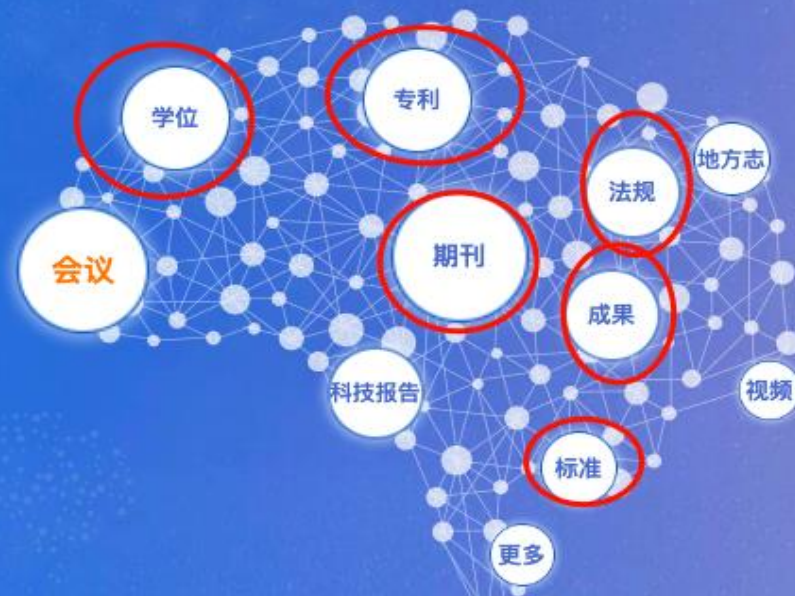 学位
专利
地方志
法规
期刊
会议
成果
科技报告
视频
标准
更多